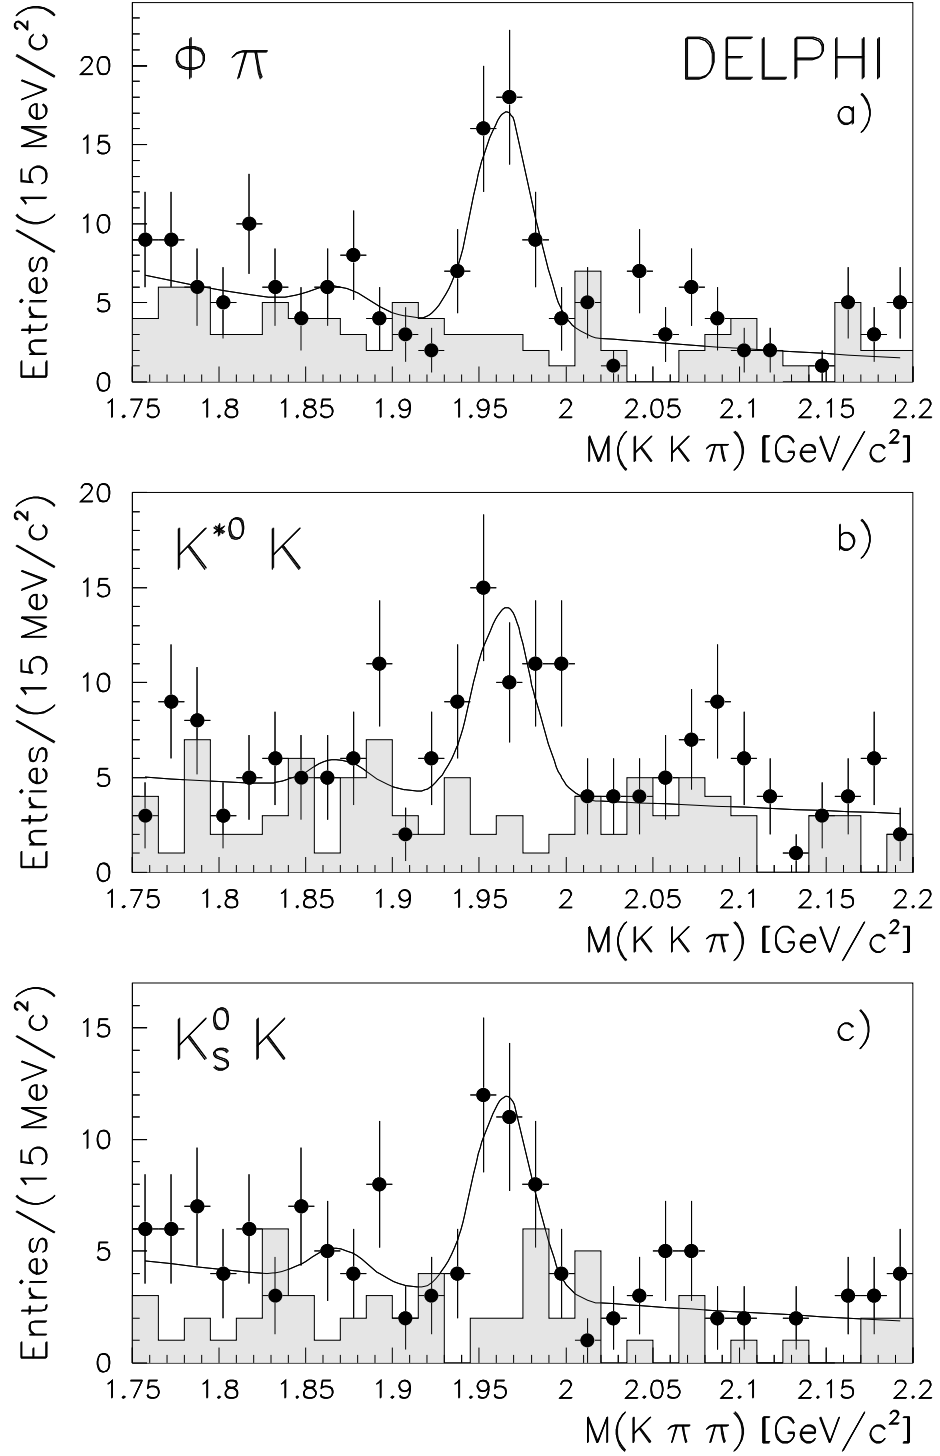 Φ π
DELPHI
a)
Entries/(15 MeV/c²)
20
15
10
5
0
1.75 1.8 1.85 1.9 1.95 2 2.05 2.1 2.15 2.2
M(K K π) [GeV/c²]
K*⁰ K
b)
Entries/(15 MeV/c²)
20
15
10
5
0
1.75 1.8 1.85 1.9 1.95 2 2.05 2.1 2.15 2.2
M(K K π) [GeV/c²]
K⁰S K
c)
Entries/(15 MeV/c²)
15
10
5
0
1.75 1.8 1.85 1.9 1.95 2 2.05 2.1 2.15 2.2
M(K π π) [GeV/c²]